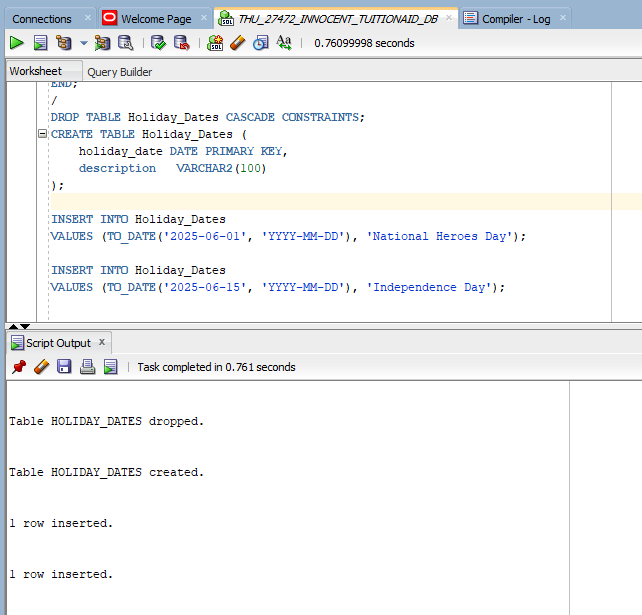 Connections
Welcome Page
THU_27472_INNOCENT_TUITIONAID_DB
Compiler - Log
0.76099998 seconds
Worksheet
Query Builder
END;
/
DROP TABLE Holiday_Dates CASCADE CONSTRAINTS;
CREATE TABLE Holiday_Dates (
    holiday_date DATE PRIMARY KEY,
    description   VARCHAR2(100)
);
INSERT INTO Holiday_Dates
VALUES (TO_DATE('2025-06-01', 'YYYY-MM-DD'), 'National Heroes Day');
INSERT INTO Holiday_Dates
VALUES (TO_DATE('2025-06-15', 'YYYY-MM-DD'), 'Independence Day');
Script Output
Task completed in 0.761 seconds
Table HOLIDAY_DATES dropped.
Table HOLIDAY_DATES created.
1 row inserted.
1 row inserted.